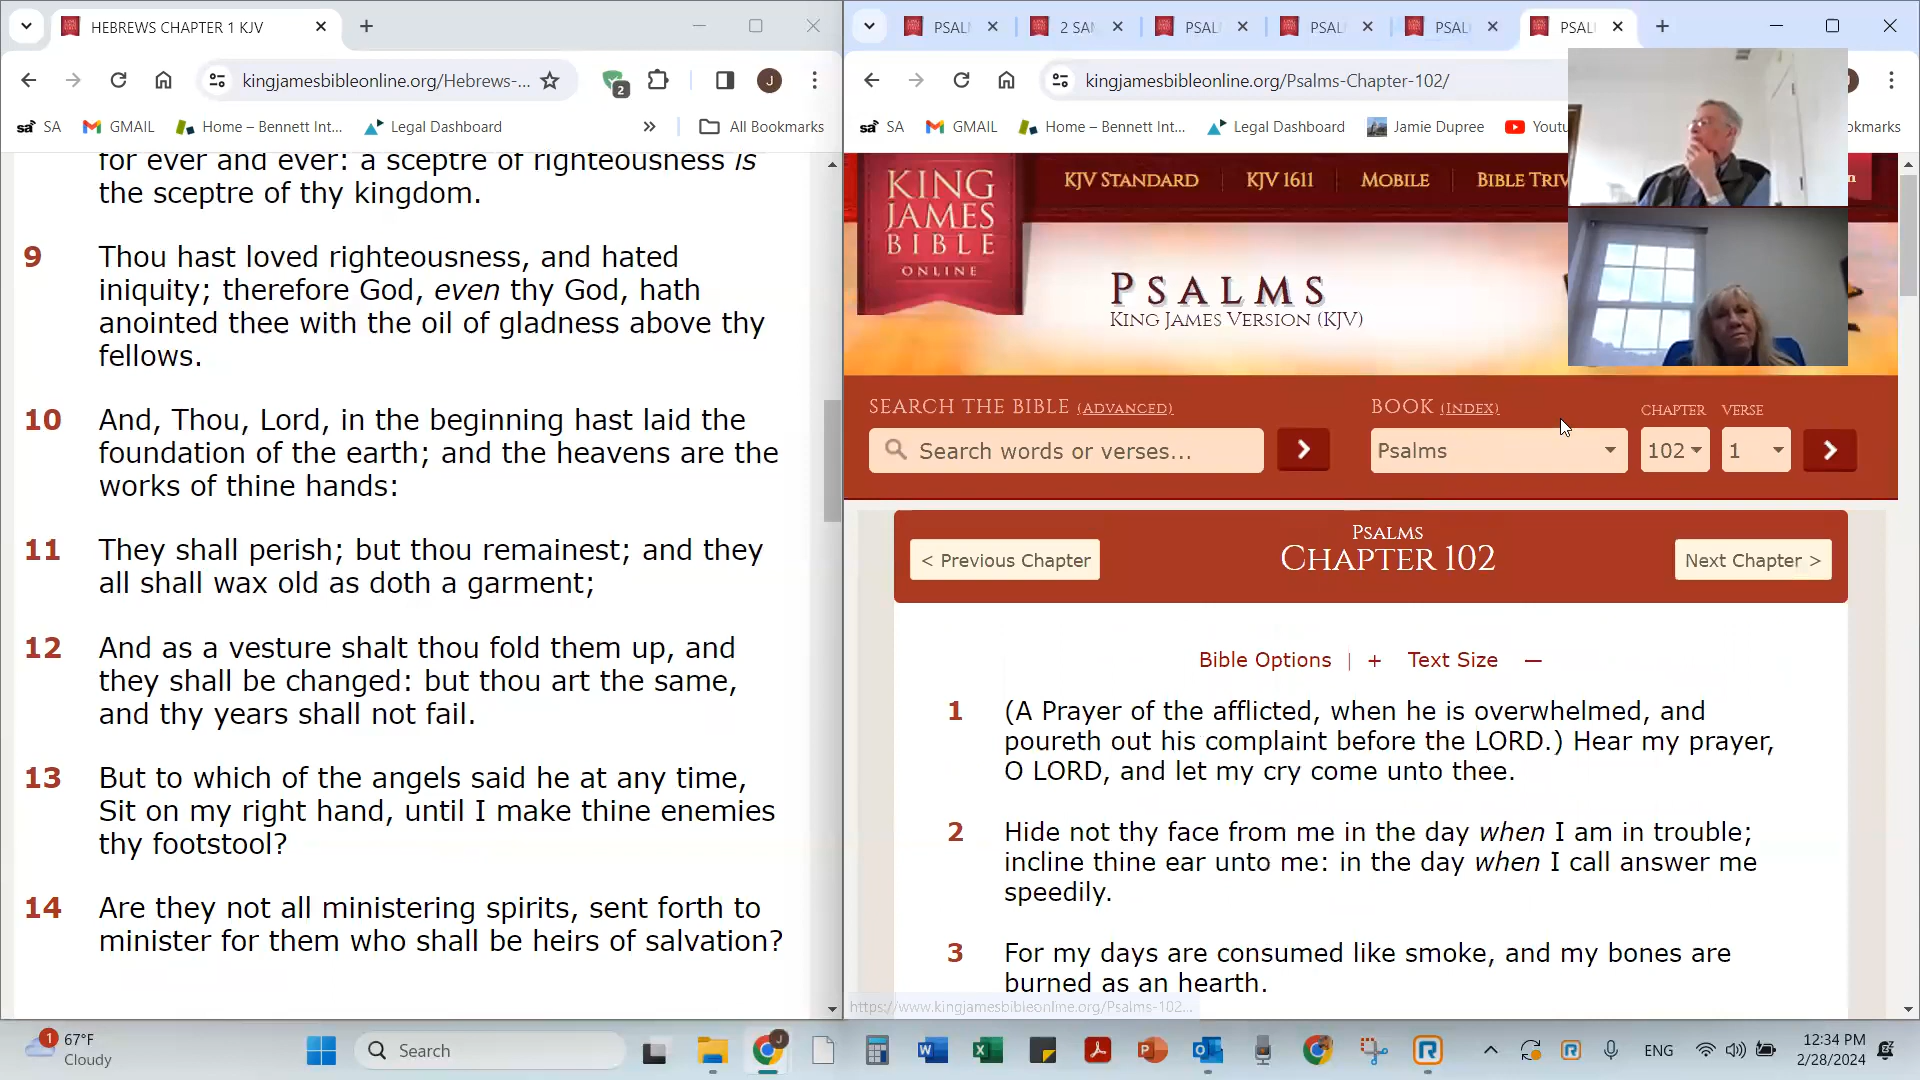 HEBREWS CHAPTER 1 KJV
PSAL
2 SAM
PSAL
PSAL
PSAL
PSAL
kingjamesbibleonline.org/Hebrews-...
2
J
kingjamesbibleonline.org/Psalms-Chapter-102/
SA
GMAIL
Home – Bennett Int...
Legal Dashboard
»
All Bookmarks
SA
GMAIL
Home – Bennett Int...
Legal Dashboard
Jamie Dupree
Youtu
okmarks
for ever and ever: a sceptre of righteousness is
the sceptre of thy kingdom.
9 Thou hast loved righteousness, and hated
iniquity; therefore God, even thy God, hath
anointed thee with the oil of gladness above thy
fellows.
10 And, Thou, Lord, in the beginning hast laid the
foundation of the earth; and the heavens are the
works of thine hands:
11 They shall perish; but thou remainest; and they
all shall wax old as doth a garment;
12 And as a vesture shalt thou fold them up, and
they shall be changed: but thou art the same,
and thy years shall not fail.
13 But to which of the angels said he at any time,
Sit on my right hand, until I make thine enemies
thy footstool?
14 Are they not all ministering spirits, sent forth to
minister for them who shall be heirs of salvation?
KING
JAMES
BIBLE
ONLINE
KJV STANDARD
KJV 1611
MOBILE
BIBLE TRIV
n
PSALMS
KING JAMES VERSION (KJV)
SEARCH THE BIBLE (ADVANCED)
Search words or verses...
BOOK (INDEX)
CHAPTER
VERSE
Psalms
102
1
< Previous Chapter
PSALMS
CHAPTER 102
Next Chapter >
Bible Options | + Text Size —
1 (A Prayer of the afflicted, when he is overwhelmed, and
poureth out his complaint before the LORD.) Hear my prayer,
O LORD, and let my cry come unto thee.
2 Hide not thy face from me in the day when I am in trouble;
incline thine ear unto me: in the day when I call answer me
speedily.
3 For my days are consumed like smoke, and my bones are
burned as an hearth.
https://www.kingjamesbibleonline.org/Psalms-102...
1
67°F
Cloudy
Search
ENG
12:34 PM
2/28/2024